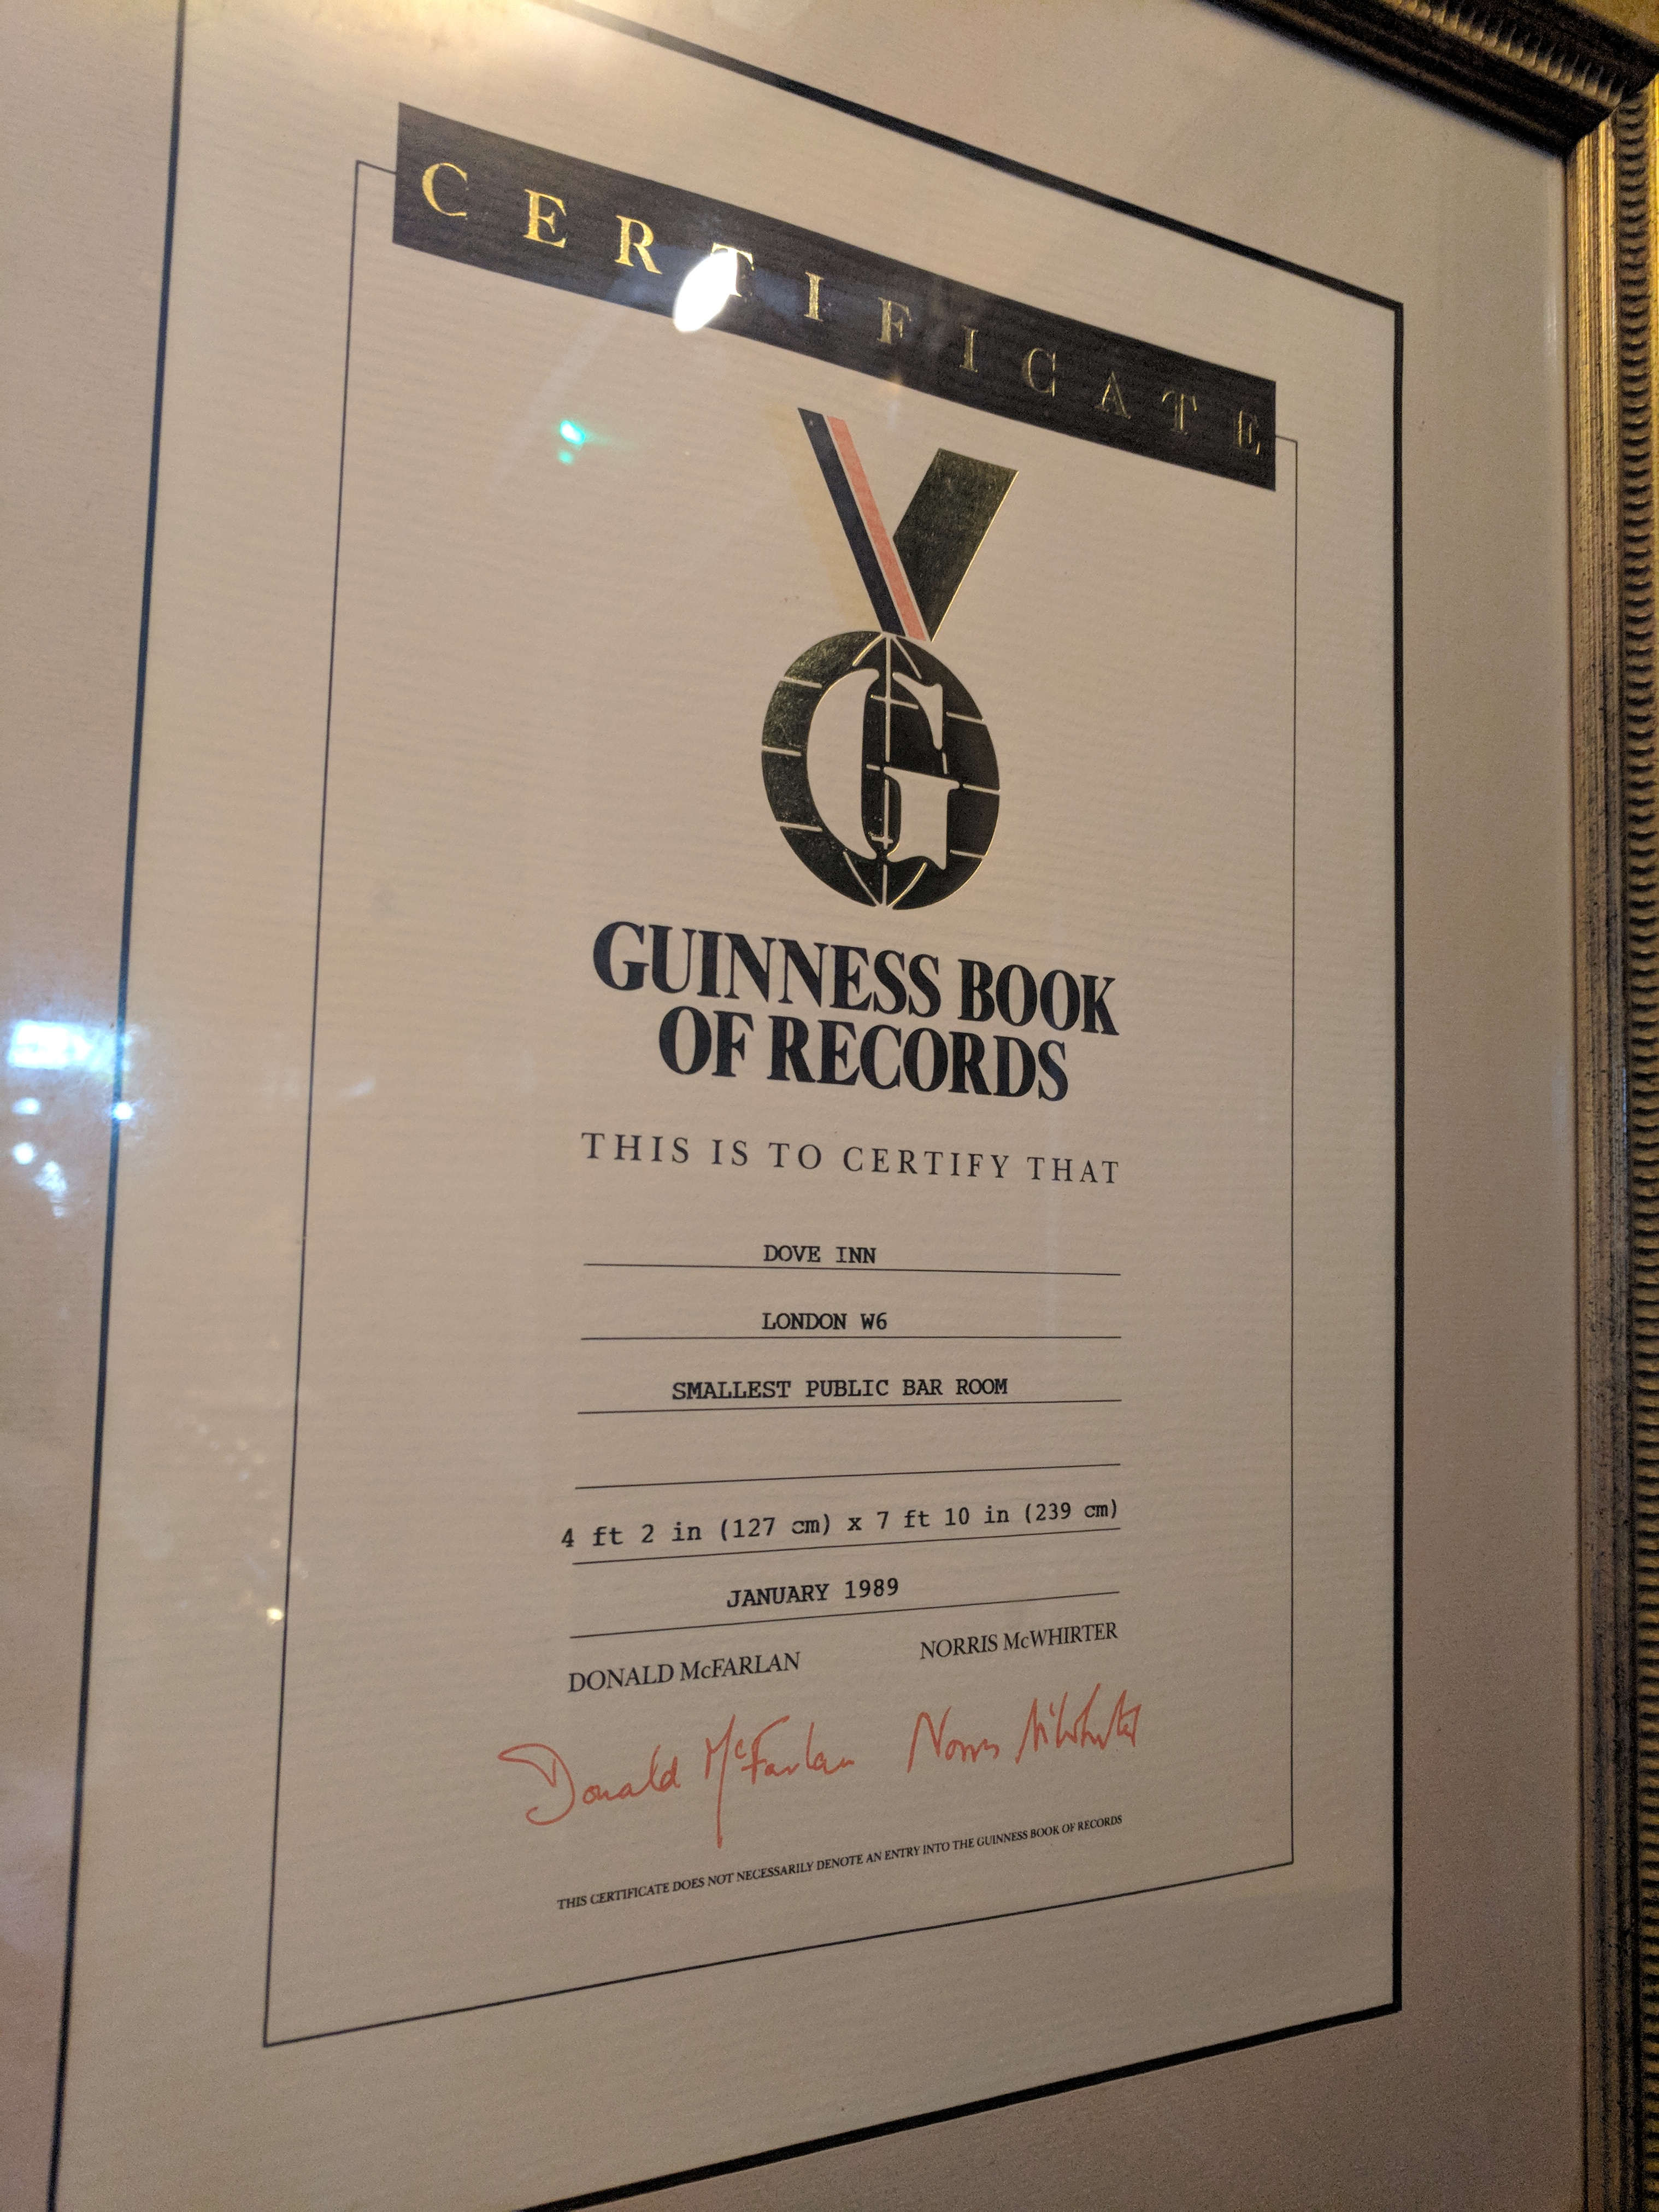 CERTIFICATE
G
GUINNESS BOOK
OF RECORDS
THIS IS TO CERTIFY THAT
DOVE INN
LONDON W6
SMALLEST PUBLIC BAR ROOM
4 ft 2 in (127 cm) x 7 ft 10 in (239 cm)
JANUARY 1989
DONALD McFARLAN NORRIS McWHIRTER
Donald McFarlan Norris McWhirter
THIS CERTIFICATE DOES NOT NECESSARILY DENOTE AN ENTRY INTO THE GUINNESS BOOK OF RECORDS